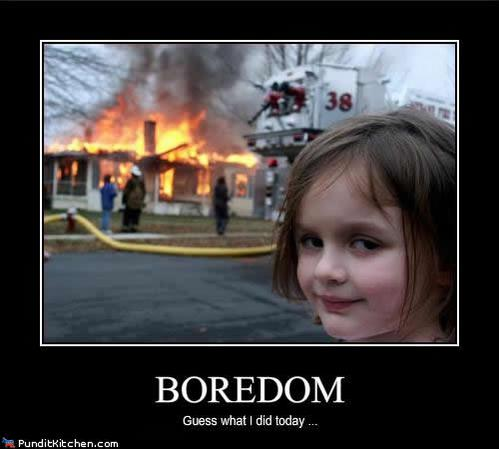 38
BOREDOM
Guess what I did today ...
PunditKitchen.com